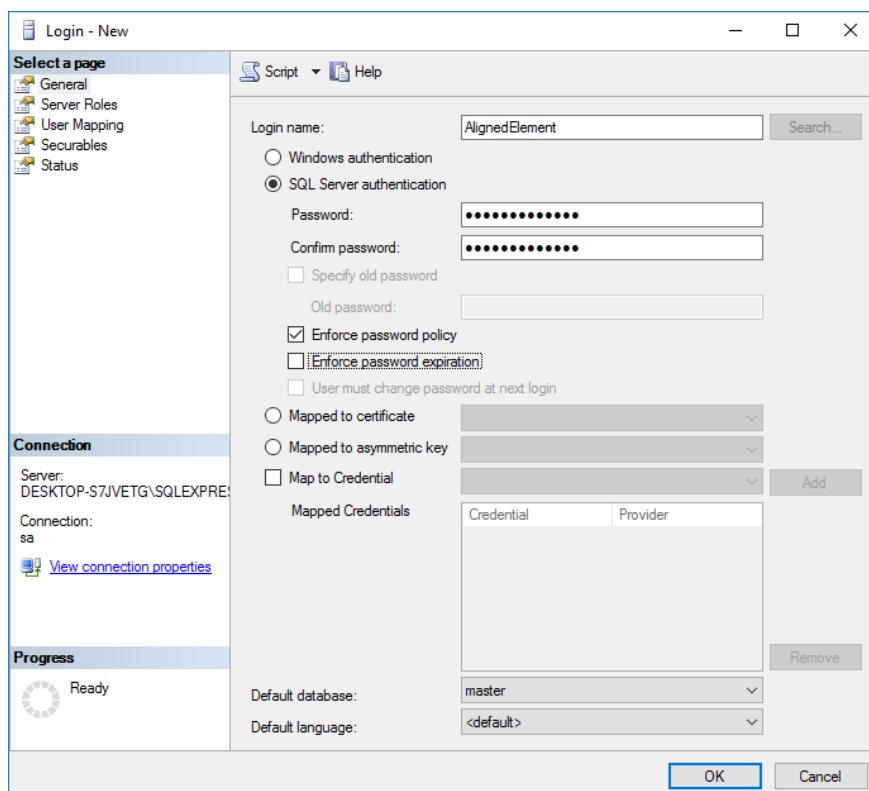 Login - New
Select a page
General
Server Roles
User Mapping
Securables
Status
Script
Help
Login name:
AlignedElement
Search...
Windows authentication
SQL Server authentication
Password:
•••••••••••••
Confirm password:
•••••••••••••
Specify old password
Old password:
Enforce password policy
Enforce password expiration
User must change password at next login
Mapped to certificate
Mapped to asymmetric key
Map to Credential
Add
Mapped Credentials
Credential
Provider
Remove
Default database:
master
Default language:
<default>
Connection
Server:
DESKTOP-S7JVETG\SQLEXPRES
Connection:
sa
View connection properties
Progress
Ready
OK
Cancel